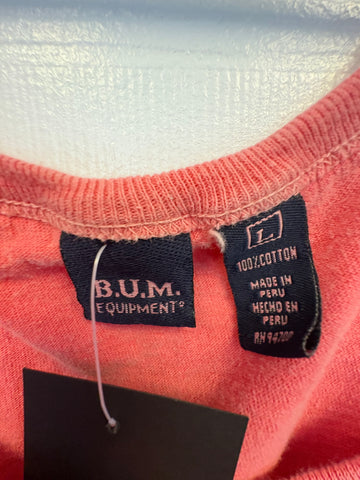 B.U.M.
EQUIPMENT®
L
100% COTTON
MADE IN
PERU
HECHO EN
PERU